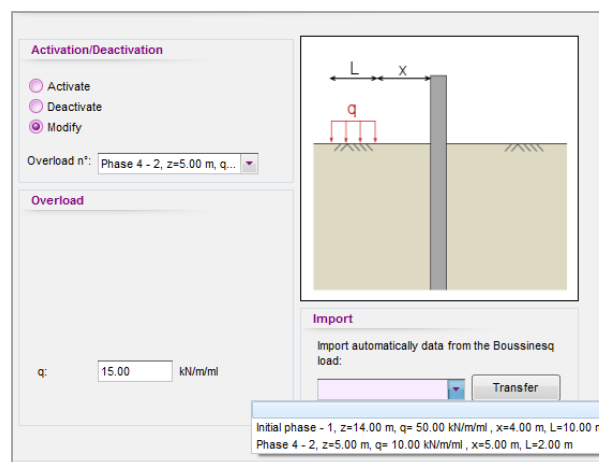 Activation/Deactivation
Activate
Deactivate
Modify
Overload n°: Phase 4 - 2, z=5.00 m, q...
L x
q
Overload
q: 15.00 kN/m/ml
Import
Import automatically data from the Boussinesq
load:
Transfer
Initial phase - 1, z=14.00 m, q= 50.00 kN/m/ml , x=4.00 m, L=10.00 m
Phase 4 - 2, z=5.00 m, q= 10.00 kN/m/ml , x=5.00 m, L=2.00 m